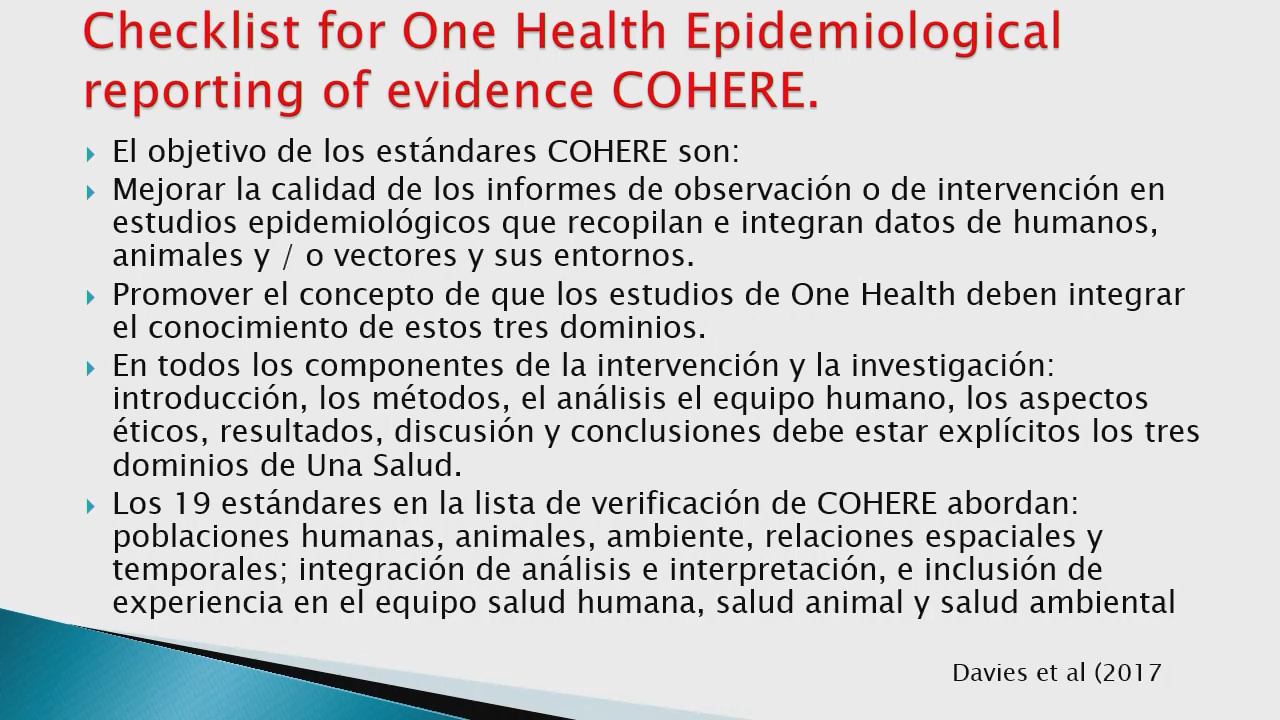 Checklist for One Health Epidemiological
reporting of evidence COHERE.
El objetivo de los estándares COHERE son:
Mejorar la calidad de los informes de observación o de intervención en
estudios epidemiológicos que recopilan e integran datos de humanos,
animales y / o vectores y sus entornos.
Promover el concepto de que los estudios de One Health deben integrar
el conocimiento de estos tres dominios.
En todos los componentes de la intervención y la investigación:
introducción, los métodos, el análisis el equipo humano, los aspectos
éticos, resultados, discusión y conclusiones debe estar explícitos los tres
dominios de Una Salud.
Los 19 estándares en la lista de verificación de COHERE abordan:
poblaciones humanas, animales, ambiente, relaciones espaciales y
temporales; integración de análisis e interpretación, e inclusión de
experiencia en el equipo salud humana, salud animal y salud ambiental
Davies et al (2017